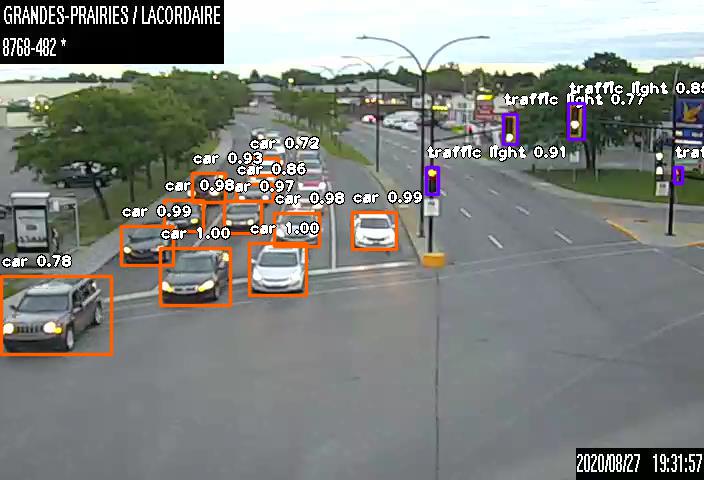 GRANDES-PRAIRIES / LACORDAIRE
8768-482 *
traffic light 0.85
traffic light 0.77
traffic light 0.91
traf
car 0.72
car 0.93
car 0.86
car 0.98
car 0.97
car 0.98
car 0.99
car 0.99
car 1.00
car 1.00
car 0.78
2020/08/27 19:31:57